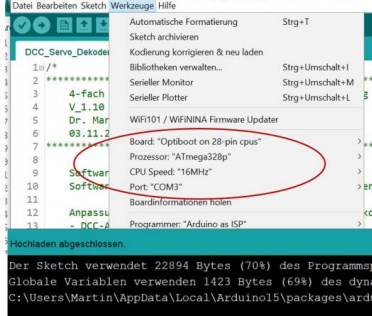 Datei Bearbeiten Sketch Werkzeuge Hilfe
Automatische Formatierung Strg+T
Sketch archivieren
Kodierung korrigieren & neu laden
Bibliotheken verwalten... Strg+Umschalt+I
Serieller Monitor Strg+Umschalt+M
Serieller Plotter Strg+Umschalt+L
WiFi101 / WiFiNINA Firmware Updater
Board: "Optiboot on 28-pin cpus"
Prozessor: "ATmega328p"
CPU Speed: "16MHz"
Port: "COM3"
Boardinformationen holen
Programmer: "Arduino as ISP"
DCC_Servo_Dekoder
1 /*
2 ******************
3 4-fach
4 V_1.10
5 Dr. Mar
6 03.11.2
7 ******************
8
9 Softwar
10 Softwar
11
12 Anpassu
13 - DCC-A
Hochladen abgeschlossen.
Der Sketch verwendet 22894 Bytes (70%) des Programmsp
Globale Variablen verwenden 1423 Bytes (69%) des dyna
C:\Users\Martin\AppData\Local\Arduino15\packages\ardu